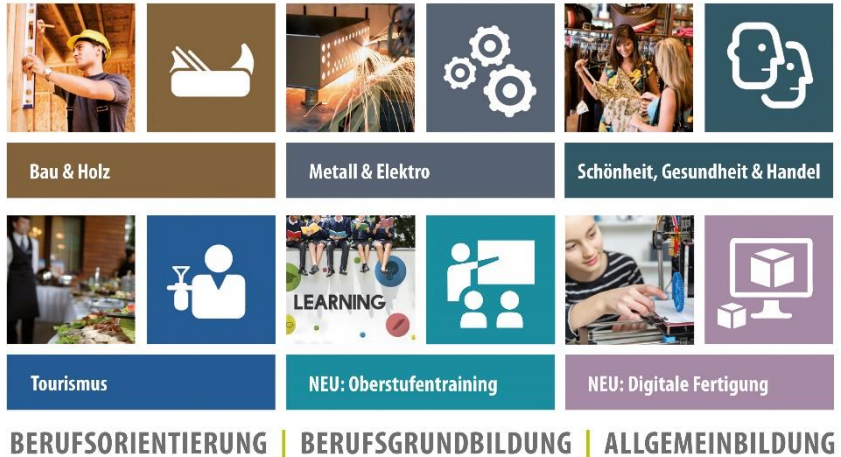 Bau & Holz
Metall & Elektro
Schönheit, Gesundheit & Handel
LEARNING
Tourismus
NEU: Oberstufentraining
NEU: Digitale Fertigung
BERUFSORIENTIERUNG | BERUFSGRUNDBILDUNG | ALLGEMEINBILDUNG